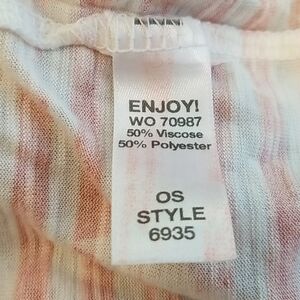 ENJOY!
WO 70987
50% Viscose
50% Polyester
OS
STYLE
6935